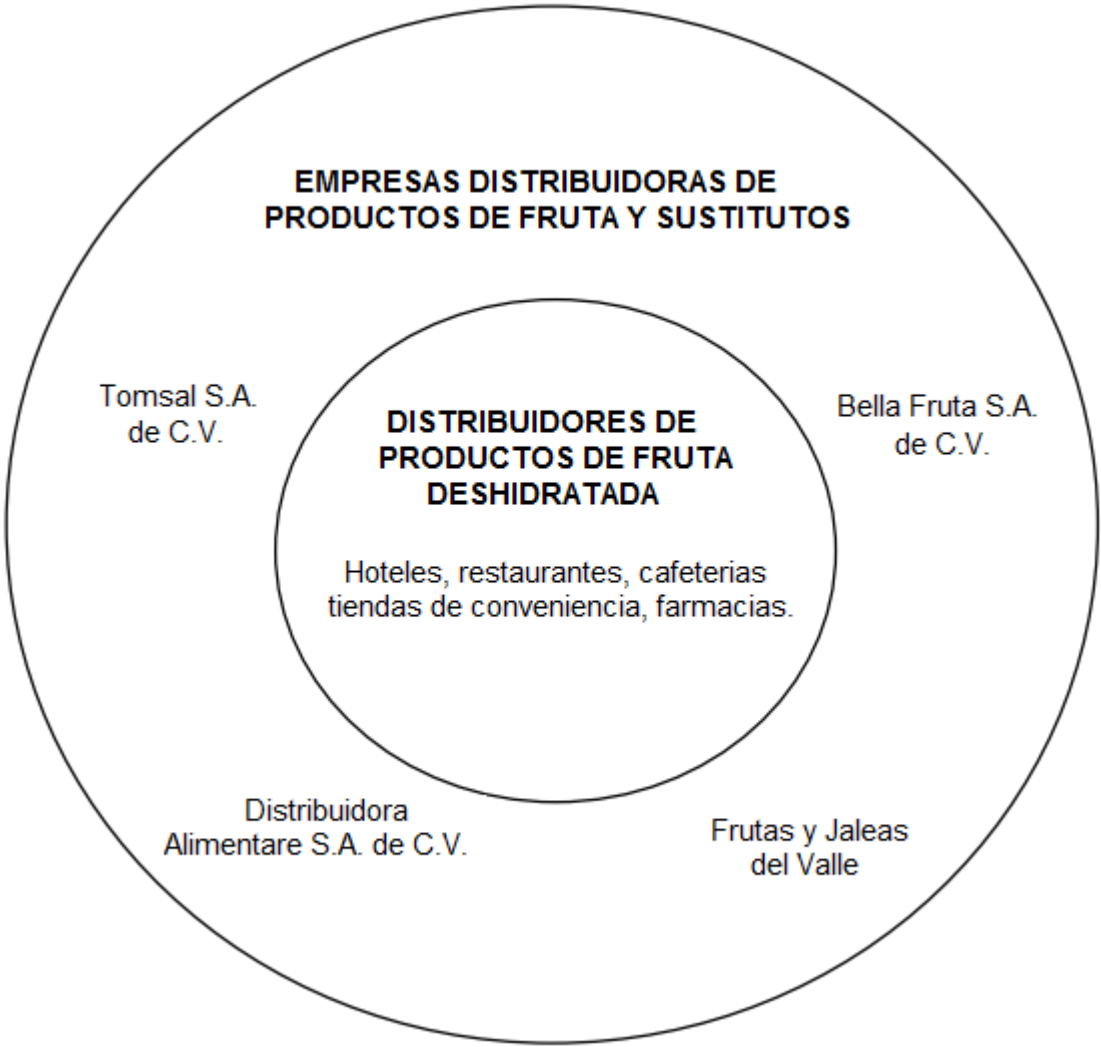 EMPRESAS DISTRIBUIDORAS DE
PRODUCTOS DE FRUTA Y SUSTITUTOS
Tomsal S.A.
de C.V.
Bella Fruta S.A.
de C.V.
DISTRIBUIDORES DE
PRODUCTOS DE FRUTA
DESHIDRATADA
Hoteles, restaurantes, cafeterias
tiendas de conveniencia, farmacias.
Distribuidora
Alimentare S.A. de C.V.
Frutas y Jaleas
del Valle